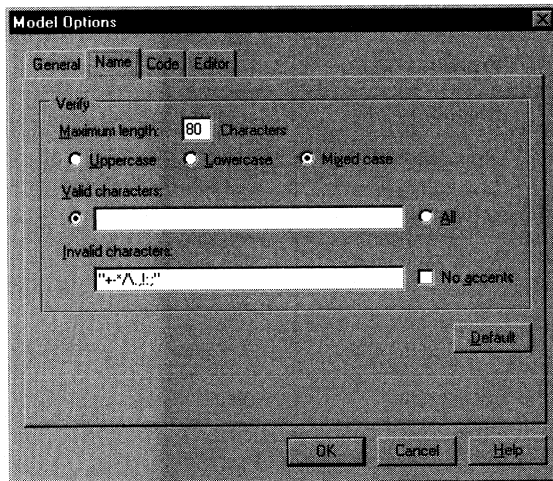 Model Options
General Name Code Editor
Verify
Maximum length: 80 Characters
Uppercase Lowercase Mixed case
Valid characters:
All
Invalid characters:
"+-*/\.,!:;"
No accents
Default
OK Cancel Help